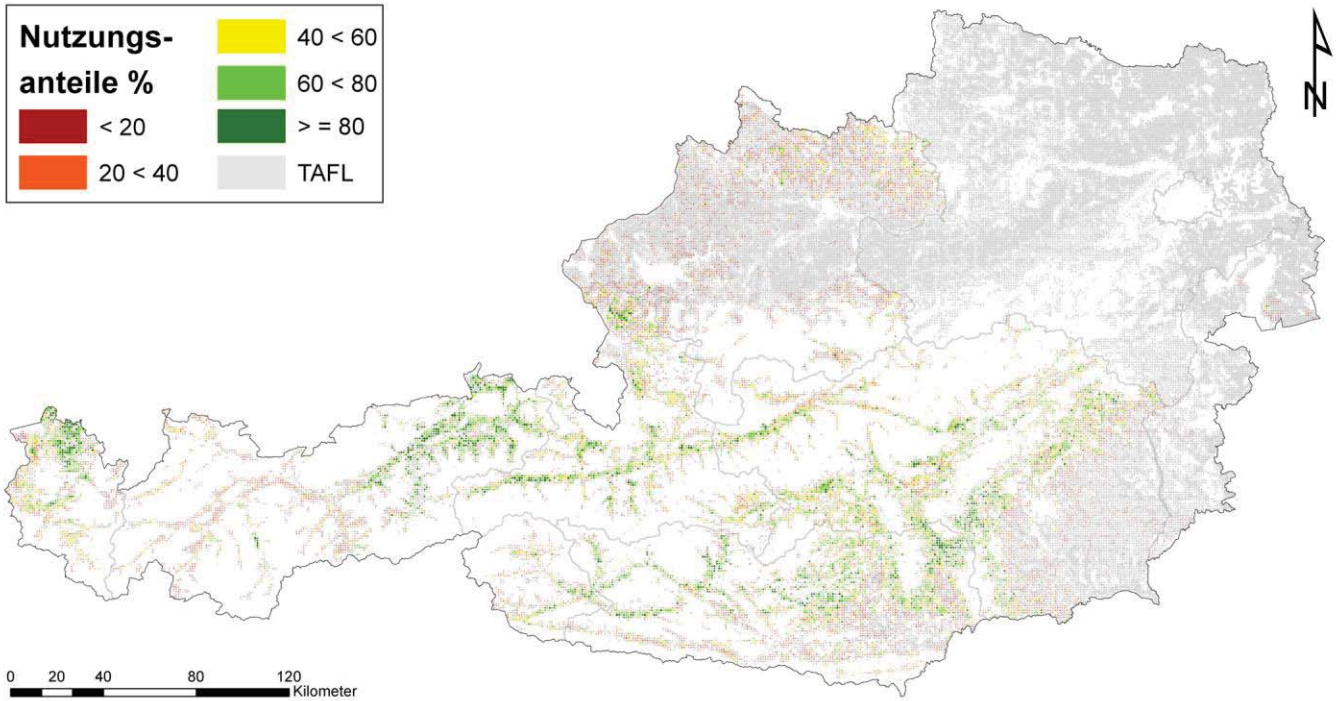 Nutzungs-
anteile %
< 20
20 < 40
40 < 60
60 < 80
> = 80
TAFL
N
0 20 40 80 120
Kilometer